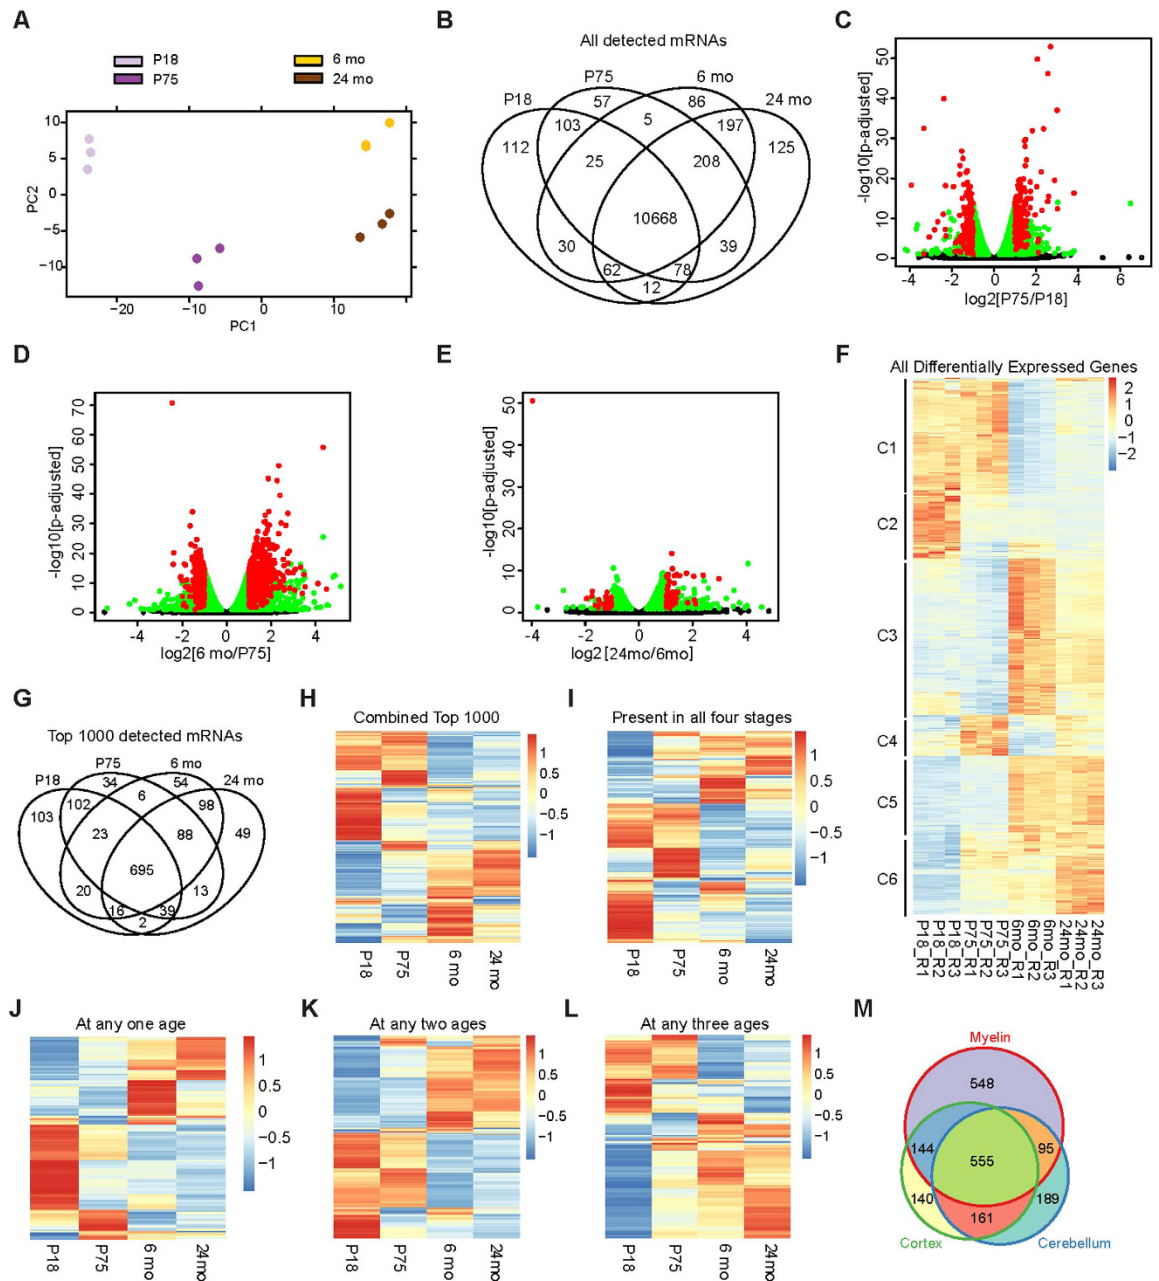 A
P18
P75
6 mo
24 mo
10
5
0
−5
−10
PC2
−20
−10
0
10
PC1
B
All detected mRNAs
P18
P75
6 mo
24 mo
112
103
57
5
86
197
125
25
208
10668
30
62
12
78
39
C
50
40
30
20
10
0
-log10[p-adjusted]
−4
−2
0
2
4
6
log2[P75/P18]
D
70
60
50
40
30
20
10
0
-log10[p-adjusted]
−4
−2
0
2
4
log2[6 mo/P75]
E
50
40
30
20
10
0
-log10[p-adjusted]
−4
−2
0
2
4
log2 [24mo/6mo]
F
All Differentially Expressed Genes
2
1
0
−1
−2
C1
C2
C3
C4
C5
C6
P18_R1
P18_R2
P18_R3
P75_R1
P75_R2
P75_R3
6mo_R1
6mo_R2
6mo_R3
24mo_R1
24mo_R2
24mo_R3
G
Top 1000 detected mRNAs
P18
P75
6 mo
24 mo
103
102
34
6
54
98
49
23
88
695
20
16
2
39
13
H
Combined Top 1000
1
0.5
0
−0.5
−1
P18
P75
6 mo
24 mo
I
Present in all four stages
1
0.5
0
−0.5
−1
P18
P75
6 mo
24mo
J
At any one age
1
0.5
0
−0.5
−1
P18
P75
6 mo
24mo
K
At any two ages
1
0.5
0
−0.5
−1
P18
P75
6 mo
24mo
L
At any three ages
1
0.5
0
−0.5
−1
P18
P75
6 mo
24mo
M
Myelin
548
144
95
555
140
189
161
Cortex
Cerebellum